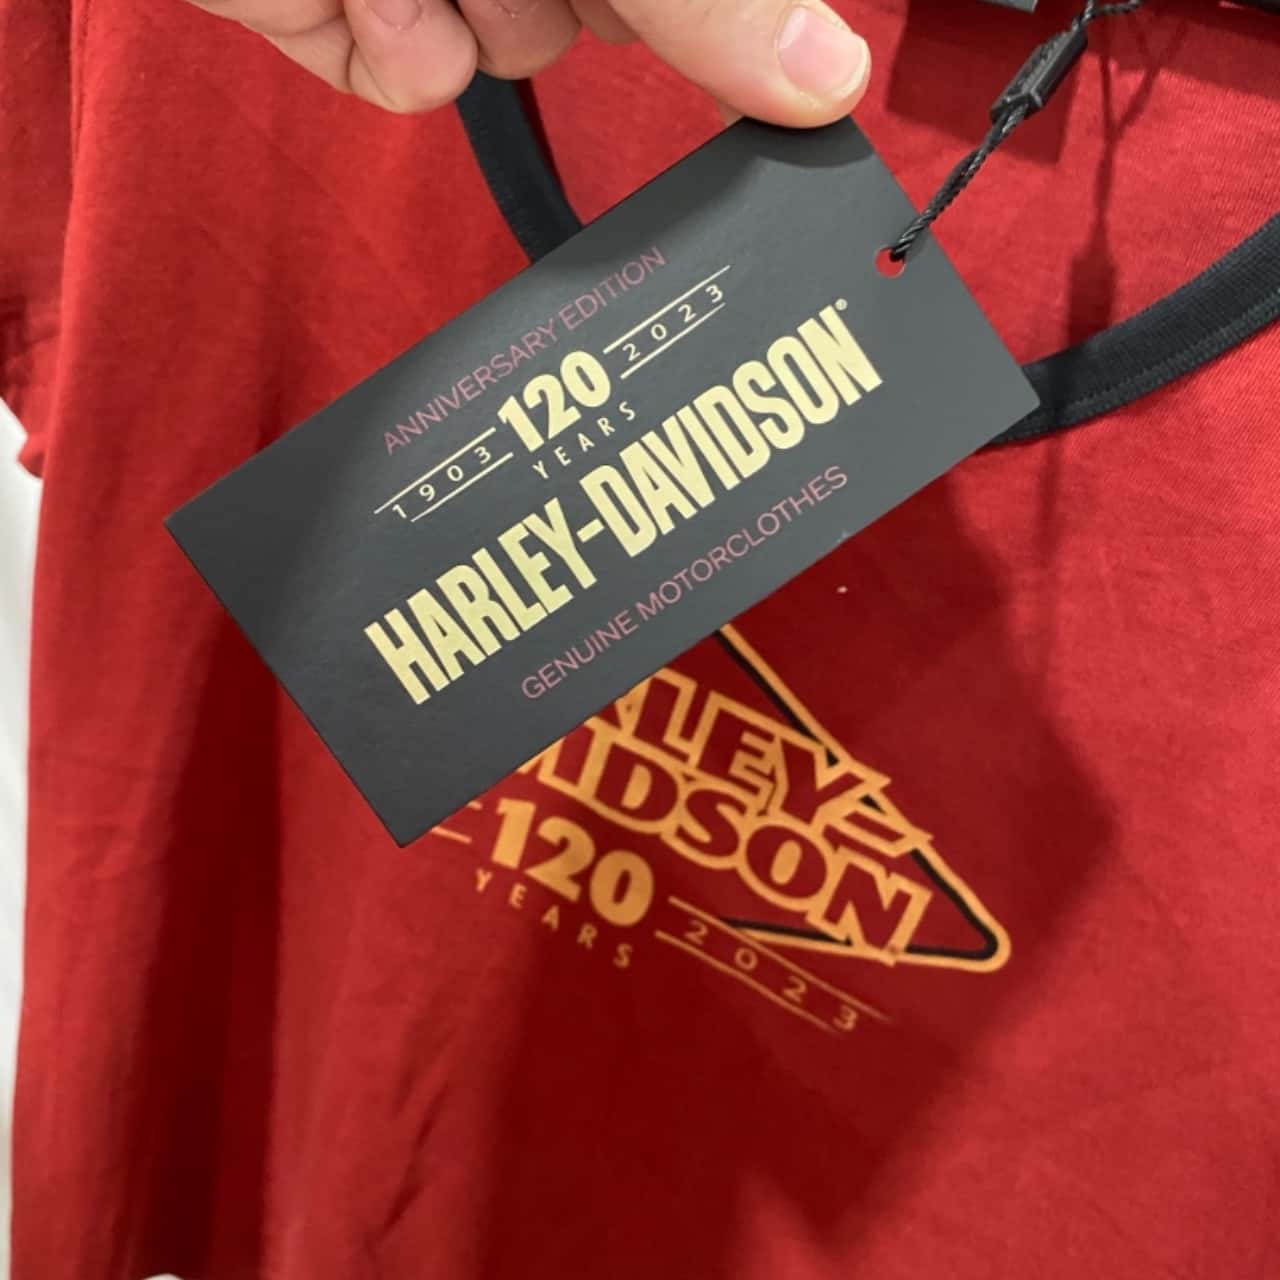 ANNIVERSARY EDITION
1903 120 2023
YEARS
HARLEY-DAVIDSON®
GENUINE MOTORCLOTHES
LEY-
IDSON
120
YEARS
2023